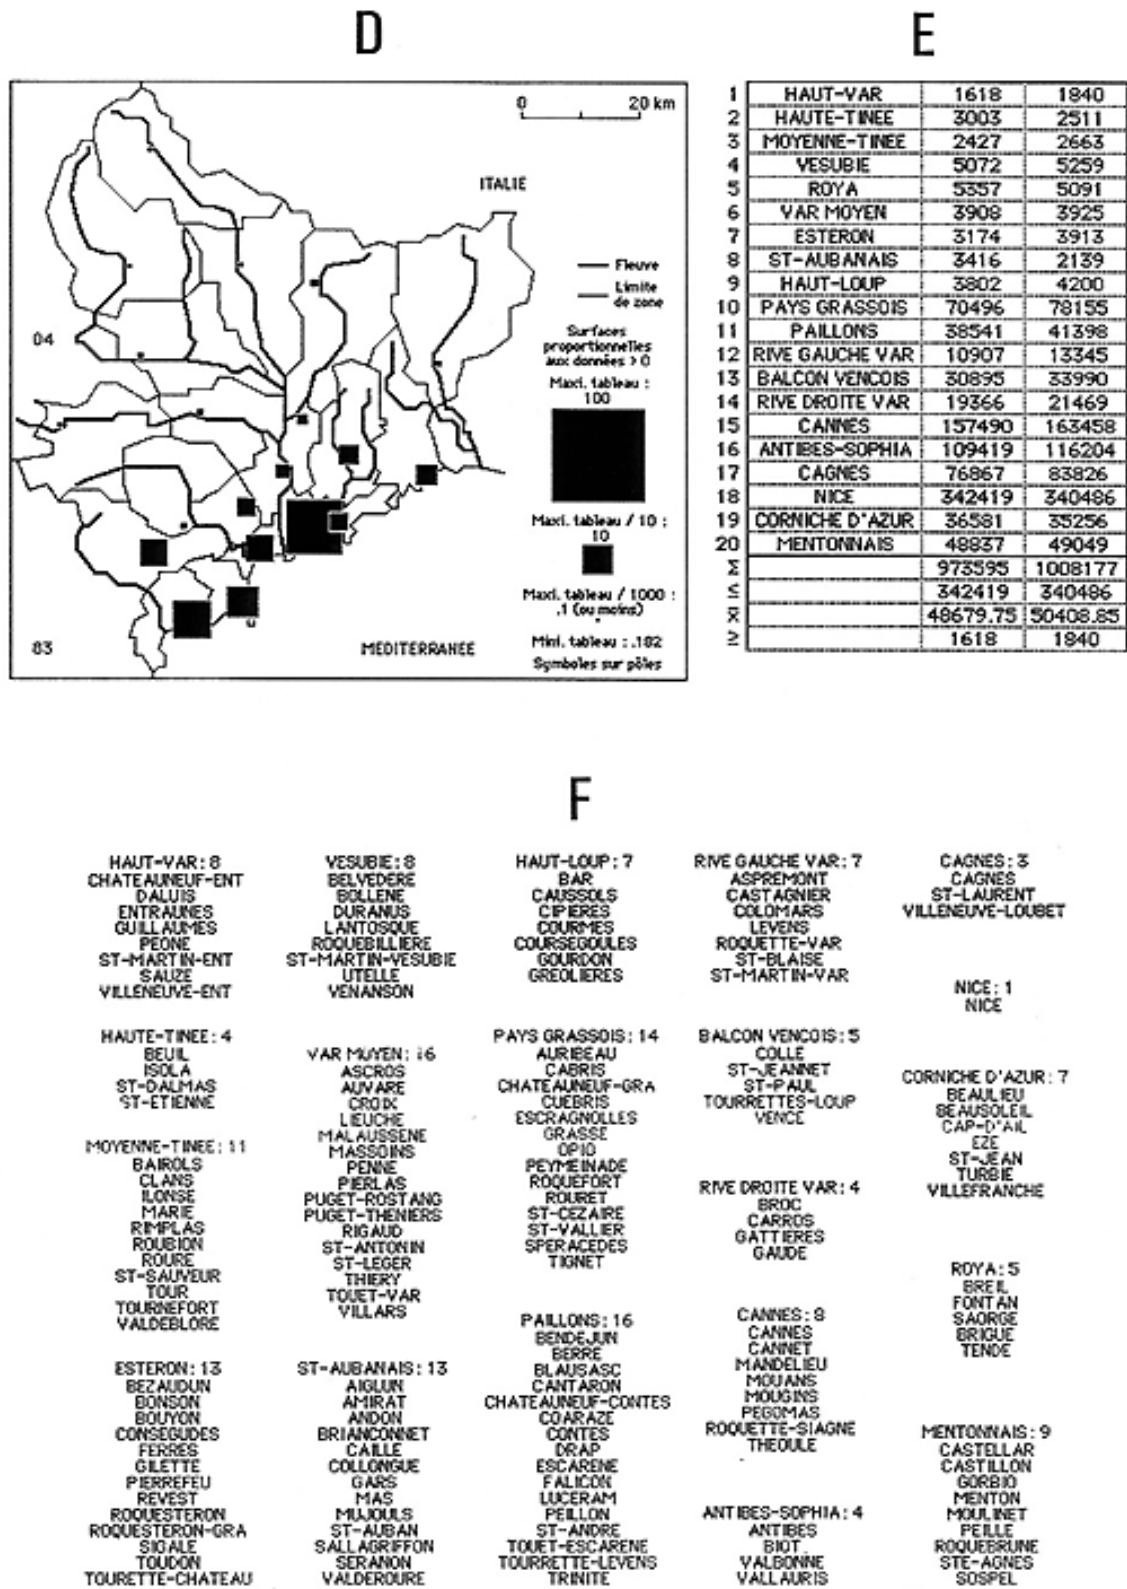 D
0 20 km
ITALIE
Fleuve
Limite
de zone
04
Surfaces
proportionnelles
aux données > 0
Maxi. tableau :
100
Maxi. tableau / 10 :
10
Maxi. tableau / 1000 :
.1 (ou moins)
Mini. tableau : .182
Symboles sur pôles
83
MEDITERRANEE
E
1 HAUT-VAR 1618 1840
2 HAUTE-TINEE 3003 2511
3 MOYENNE-TINEE 2427 2663
4 VESUBIE 5072 5259
5 ROYA 5357 5091
6 VAR MOYEN 3908 3925
7 ESTERON 3174 3913
8 ST-AUBANAIS 3416 2139
9 HAUT-LOUP 3802 4200
10 PAYS GRASSOIS 70496 78155
11 PAILLONS 38541 41398
12 RIVE GAUCHE VAR 10907 13345
13 BALCON VENCOIS 30895 33990
14 RIVE DROITE VAR 19366 21469
15 CANNES 157490 163458
16 ANTIBES-SOPHIA 109419 116204
17 CAGNES 76867 83826
18 NICE 342419 340486
19 CORNICHE D'AZUR 36581 35256
20 MENTONNAIS 48837 49049
Σ 973595 1008177
≤ 342419 340486
x̄ 48679.75 50408.85
≥ 1618 1840
F
HAUT-VAR: 8
CHATEAUNEUF-ENT
DALUIS
ENTRAUNES
GUILLAUMES
PEONE
ST-MARTIN-ENT
SAUZE
VILLENEUVE-ENT
HAUTE-TINEE: 4
BEUIL
ISOLA
ST-DALMAS
ST-ETIENNE
MOYENNE-TINEE: 11
BAIROLS
CLANS
ILONSE
MARIE
RIMPLAS
ROUBION
ROURE
ST-SAUVEUR
TOUR
TOURNEFORT
VALDEBLORE
ESTERON: 13
BEZAUDUN
BONSON
BOUYON
CONSEGUDES
FERRES
GILETTE
PIERREFEU
REVEST
ROQUESTERON
ROQUESTERON-GRA
SIGALE
TOUDON
TOURETTE-CHATEAU
VESUBIE: 8
BELVEDERE
BOLLENE
DURANUS
LANTOSQUE
ROQUEBILLIERE
ST-MARTIN-VESUBIE
UTELLE
VENANSON
VAR MOYEN: 16
ASCROS
AUVARE
CROIX
LIEUCHE
MALAUSSENE
MASSOINS
PENNE
PIERLAS
PUGET-ROSTANG
PUGET-THENIERS
RIGAUD
ST-ANTONIN
ST-LEGER
THIERY
TOUET-VAR
VILLARS
ST-AUBANAIS: 13
AIGLUN
AMIRAT
ANDON
BRIANCONNET
CAILLE
COLLONGUE
GARS
MAS
MUJOULS
ST-AUBAN
SALLAGRIFFON
SERANON
VALDEROURE
HAUT-LOUP: 7
BAR
CAUSSOLS
CIPIERES
COURMES
COURSEGOULES
GOURDON
GREOLIERES
PAYS GRASSOIS: 14
AURIBEAU
CABRIS
CHATEAUNEUF-GRA
CUEBRIS
ESCRAGNOLLES
GRASSE
OPIO
PEYMEINADE
ROQUEFORT
ROURET
ST-CEZAIRE
ST-VALLIER
SPERACEDES
TIGNET
PAILLONS: 16
BENDEJUN
BERRE
BLAUSASC
CANTARON
CHATEAUNEUF-CONTES
COARAZE
CONTES
DRAP
ESCARENE
FALICON
LUCERAM
PEILLON
ST-ANDRE
TOUET-ESCARENE
TOURRETTE-LEVENS
TRINITE
RIVE GAUCHE VAR: 7
ASPREMONT
CASTAGNIER
COLOMARS
LEVENS
ROQUETTE-VAR
ST-BLAISE
ST-MARTIN-VAR
BALCON VENCOIS: 5
COLLE
ST-JEANNET
ST-PAUL
TOURRETTES-LOUP
VENCE
RIVE DROITE VAR: 4
BROC
CARROS
GATTIERES
GAUDE
CANNES: 8
CANNES
CANNET
MANDELIEU
MOUANS
MOUGINS
PEGOMAS
ROQUETTE-SIAGNE
THEOULE
ANTIBES-SOPHIA: 4
ANTIBES
BIOT
VALBONNE
VALLAURIS
CAGNES: 3
CAGNES
ST-LAURENT
VILLENEUVE-LOUBET
NICE: 1
NICE
CORNICHE D'AZUR: 7
BEAULIEU
BEAUSOLEIL
CAP-D'AIL
EZE
ST-JEAN
TURBIE
VILLEFRANCHE
ROYA: 5
BREIL
FONTAN
SAORGE
BRIGUE
TENDE
MENTONNAIS: 9
CASTELLAR
CASTILLON
GORBIO
MENTON
MOULINET
PEILLE
ROQUEBRUNE
STE-AGNES
SOSPEL